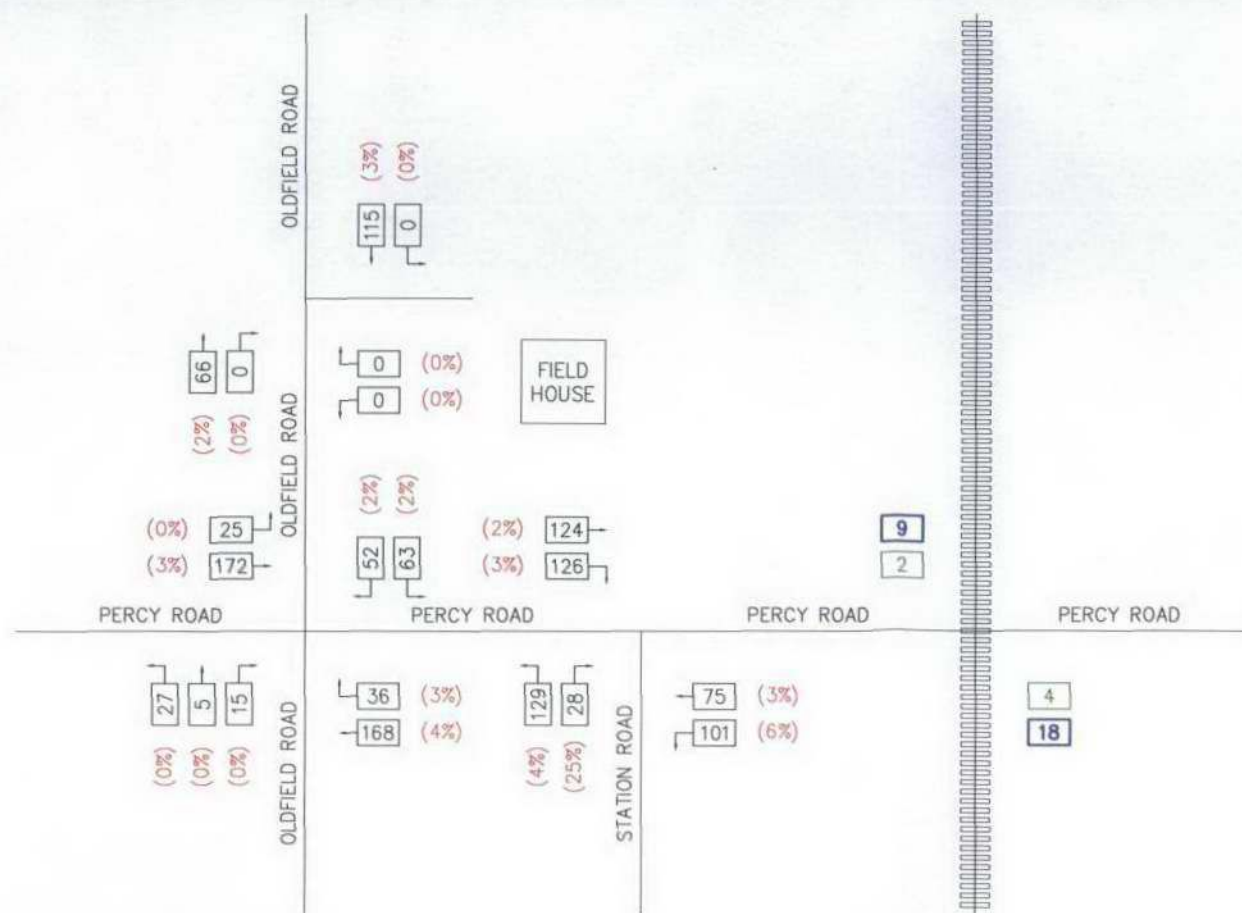 OLDFIELD ROAD
(3%) (0%)
115 0
66 0
(2%) (0%)
OLDFIELD ROAD
0 (0%)
0 (0%)
FIELD
HOUSE
(0%) 25
(3%) 172
(2%) (2%)
52 63
(2%) 124
(3%) 126
9
2
PERCY ROAD
PERCY ROAD
PERCY ROAD
PERCY ROAD
27 5 15
(0%) (0%) (0%)
OLDFIELD ROAD
36 (3%)
168 (4%)
129 28
(4%) (25%)
STATION ROAD
75 (3%)
101 (6%)
4
18